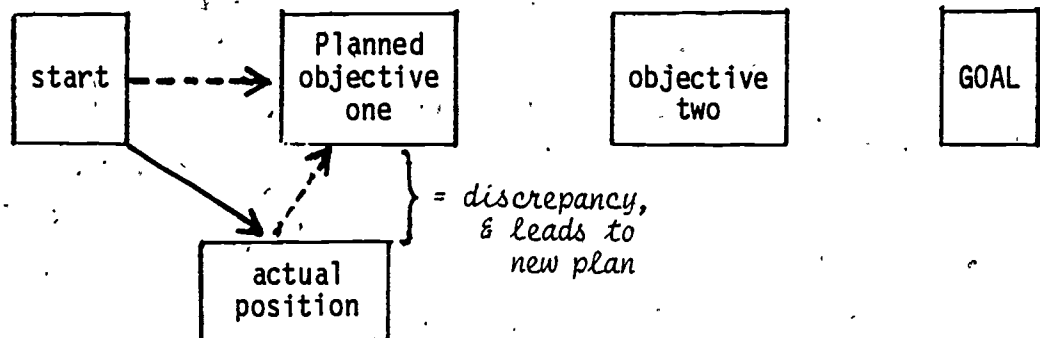 start
Planned
objective
one
objective
two
GOAL
= discrepancy,
& leads to
new plan
actual
position